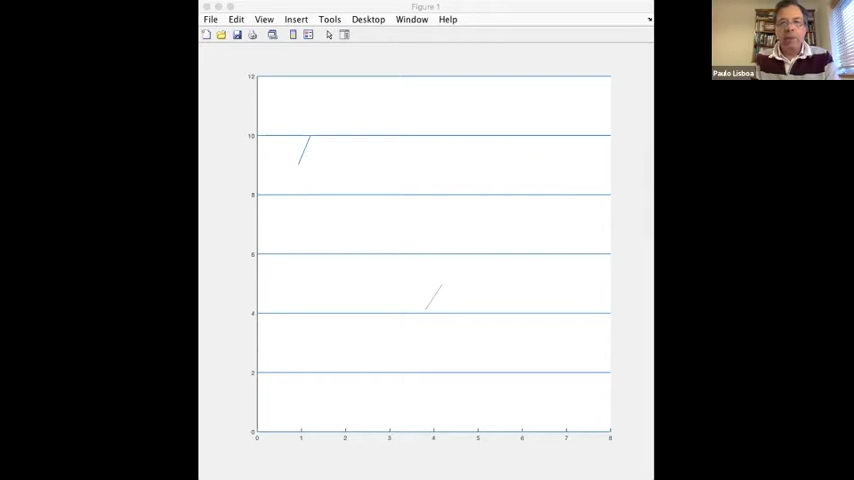 Figure 1
File Edit View Insert Tools Desktop Window Help
Paulo Lisboa
12
10
8
6
4
2
0
0 1 2 3 4 5 6 7 8